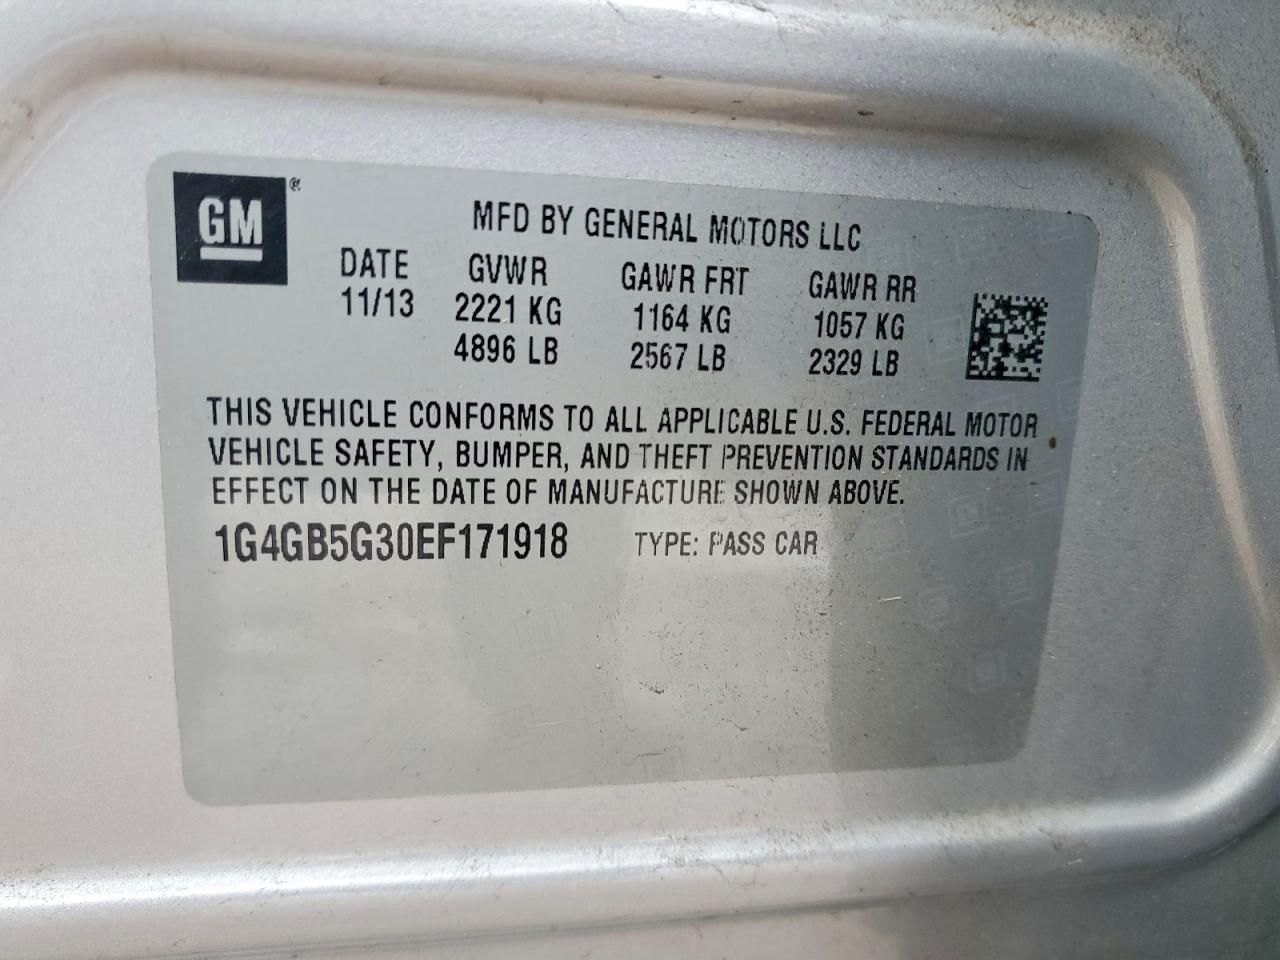 GM®
MFD BY GENERAL MOTORS LLC
DATE GVWR GAWR FRT GAWR RR
11/13 2221 KG 1164 KG 1057 KG
4896 LB 2567 LB 2329 LB
THIS VEHICLE CONFORMS TO ALL APPLICABLE U.S. FEDERAL MOTOR
VEHICLE SAFETY, BUMPER, AND THEFT PREVENTION STANDARDS IN
EFFECT ON THE DATE OF MANUFACTURE SHOWN ABOVE.
1G4GB5G30EF171918 TYPE: PASS CAR